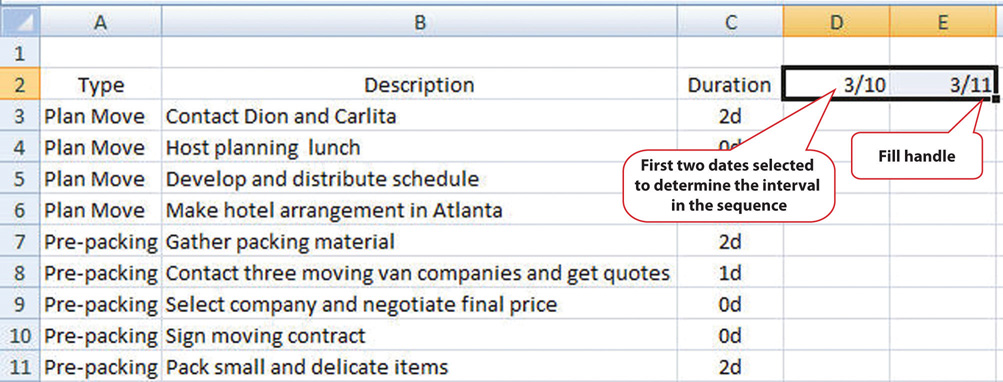 A B C D E
1
2 Type Description Duration 3/10 3/11
3 Plan Move Contact Dion and Carlita 2d
4 Plan Move Host planning lunch 0d
5 Plan Move Develop and distribute schedule
6 Plan Move Make hotel arrangement in Atlanta
7 Pre-packing Gather packing material 2d
8 Pre-packing Contact three moving van companies and get quotes 1d
9 Pre-packing Select company and negotiate final price 0d
10 Pre-packing Sign moving contract 0d
11 Pre-packing Pack small and delicate items 2d
First two dates selected
to determine the interval
in the sequence
Fill handle